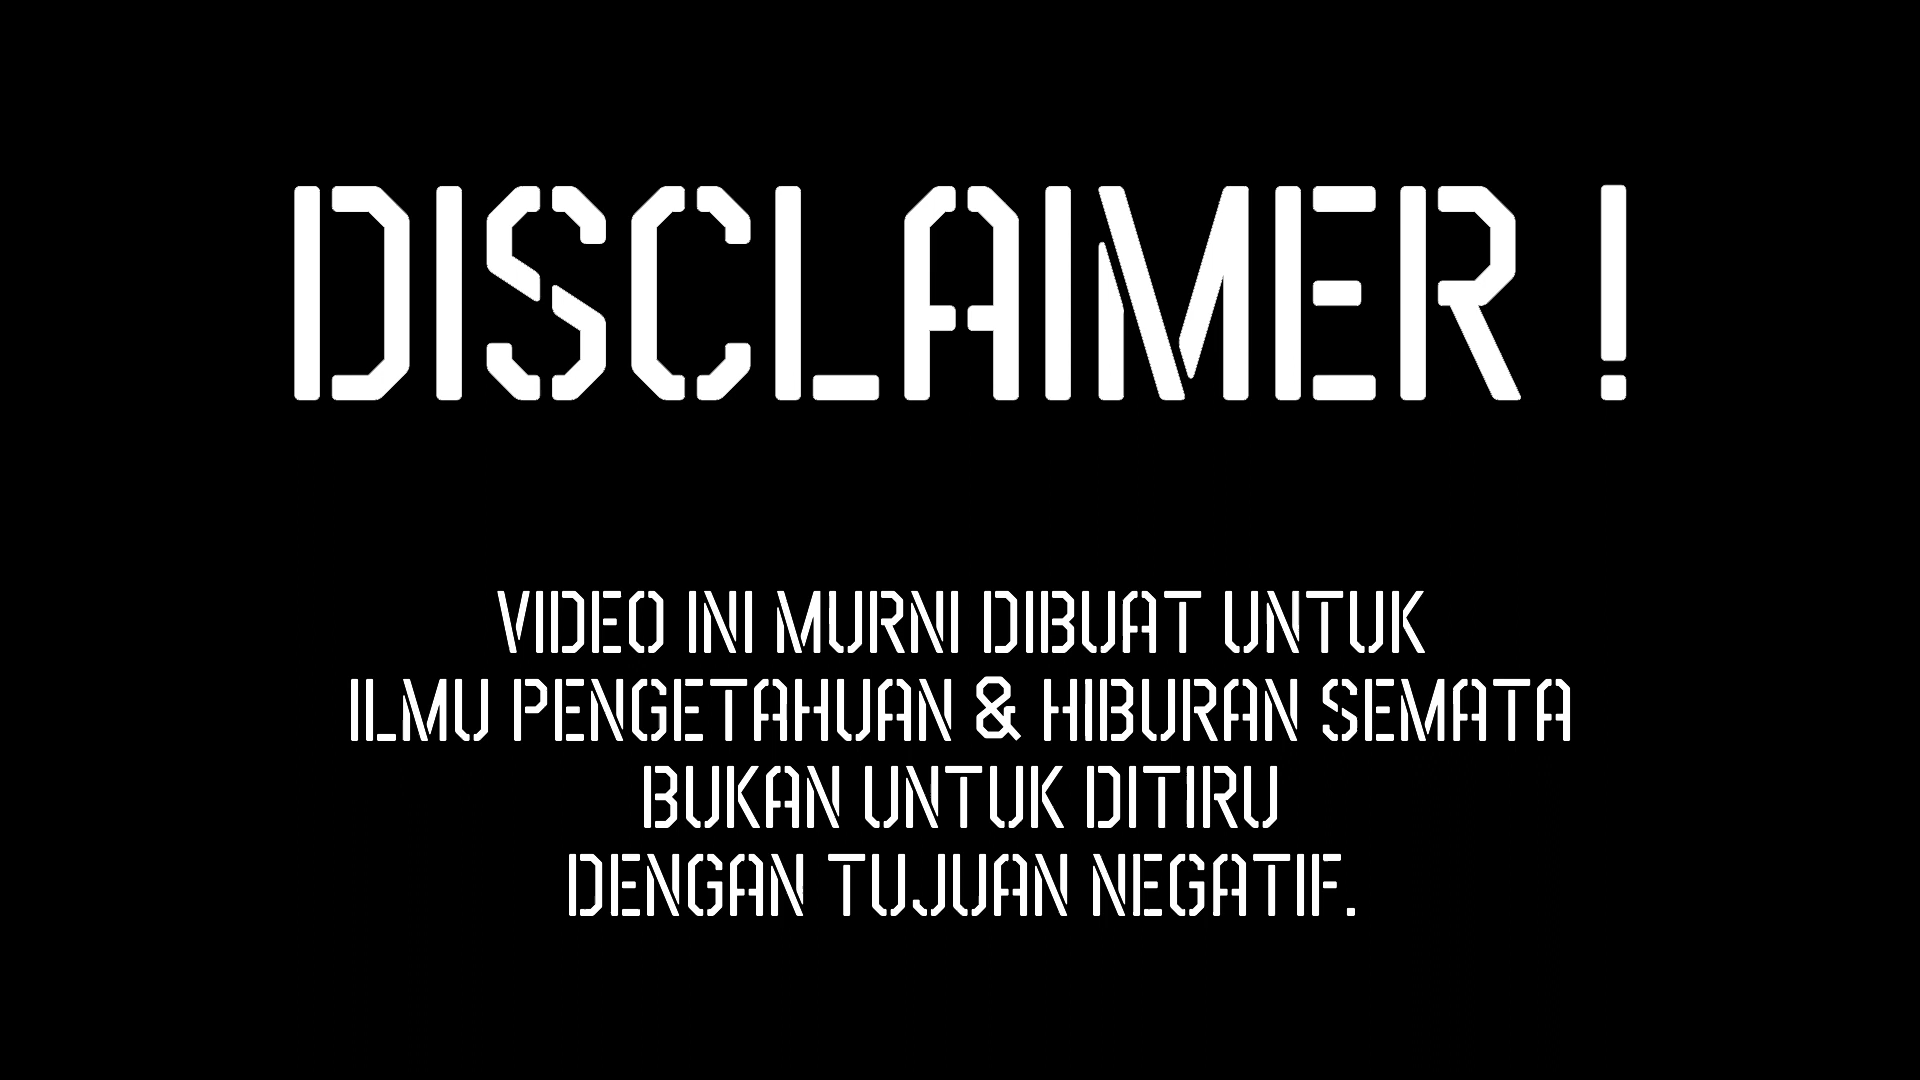 DISCLAIMER !
VIDEO INI MURNI DIBUAT UNTUK
ILMU PENGETAHUAN & HIBURAN SEMATA
BUKAN UNTUK DITIRU
DENGAN TUJUAN NEGATIF.